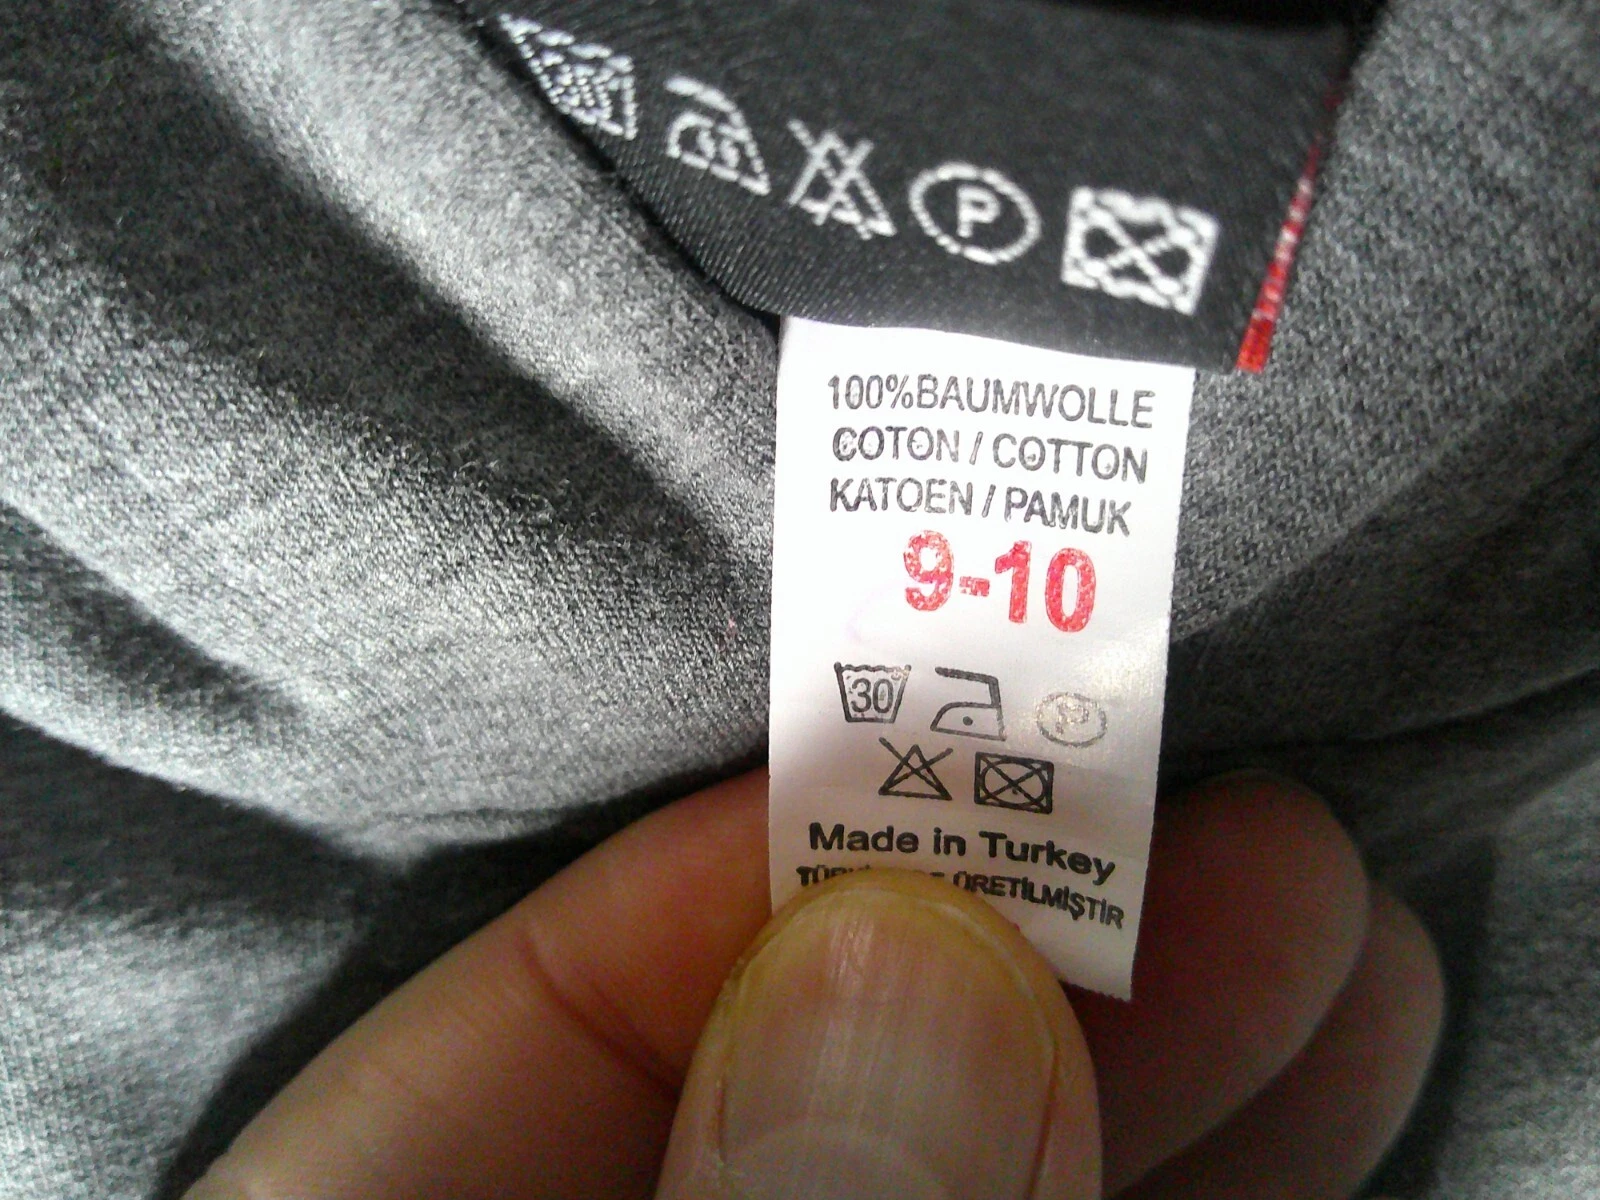 P
100%BAUMWOLLE
COTON / COTTON
KATOEN / PAMUK
9-10
30 P
Made in Turkey
ÜRETİLMİŞTİR